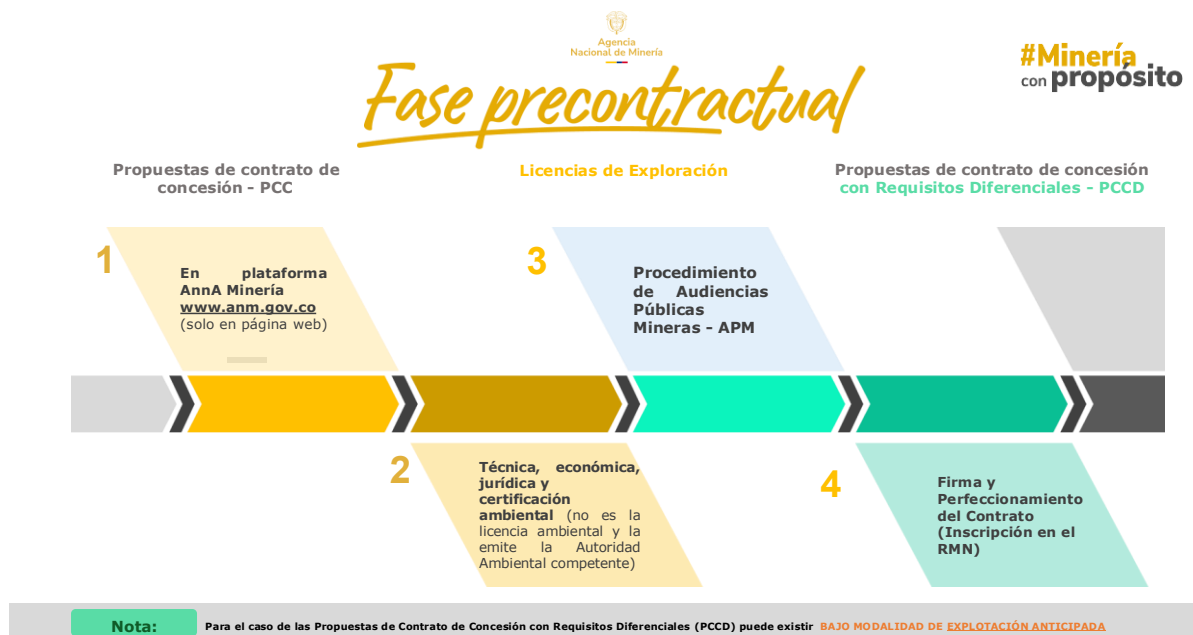 Agencia
Nacional de Minería
#Minería
con propósito
Fase precontractual
Propuestas de contrato de
concesión - PCC
Licencias de Exploración
Propuestas de contrato de concesión
con Requisitos Diferenciales - PCCD
1
En plataforma
AnnA Minería
www.anm.gov.co
(solo en página web)
3
Procedimiento
de Audiencias
Públicas
Mineras - APM
2
Técnica, económica,
jurídica y
certificación
ambiental (no es la
licencia ambiental y la
emite la Autoridad
Ambiental competente)
4
Firma y
Perfeccionamiento
del Contrato
(Inscripción en el
RMN)
Nota: Para el caso de las Propuestas de Contrato de Concesión con Requisitos Diferenciales (PCCD) puede existir BAJO MODALIDAD DE EXPLOTACIÓN ANTICIPADA